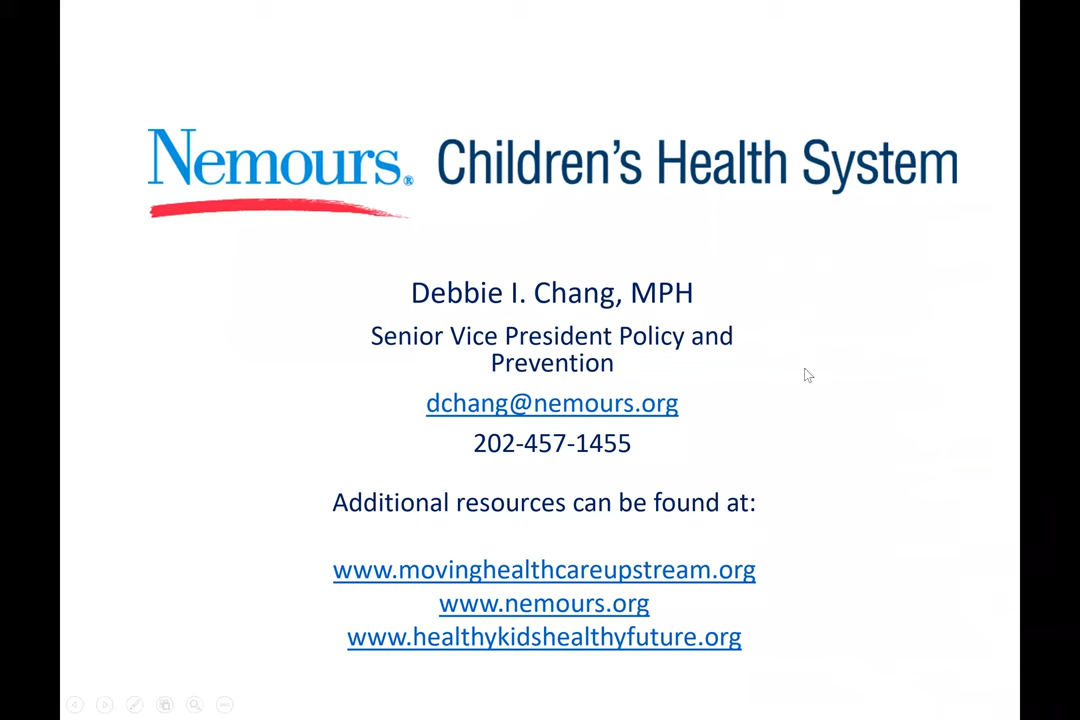 Nemours® Children's Health System
Debbie I. Chang, MPH
Senior Vice President Policy and
Prevention
dchang@nemours.org
202-457-1455
Additional resources can be found at:
www.movinghealthcareupstream.org
www.nemours.org
www.healthykidshealthyfuture.org